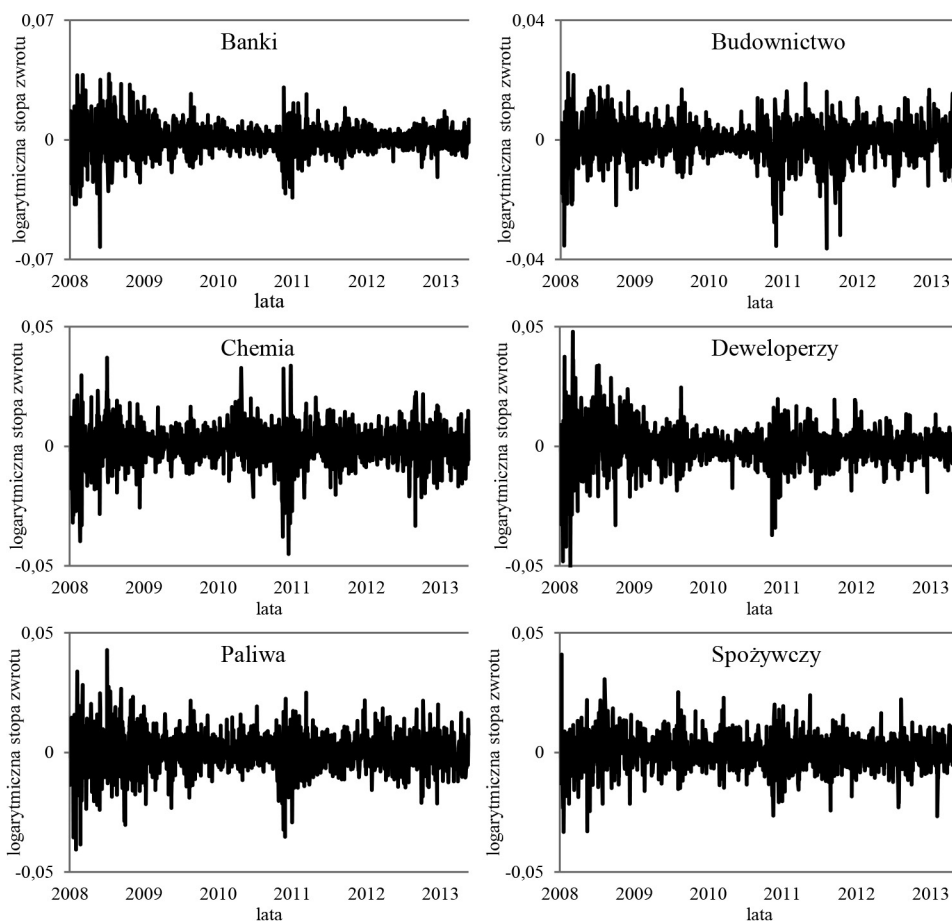 Banki
logarytmiczna stopa zwrotu
0,07
0
-0,07
2008 2009 2010 2011 2012 2013
lata
Budownictwo
logarytmiczna stopa zwrotu
0,04
0
-0,04
2008 2009 2010 2011 2012 2013
lata
Chemia
logarytmiczna stopa zwrotu
0,05
0
-0,05
2008 2009 2010 2011 2012 2013
lata
Deweloperzy
logarytmiczna stopa zwrotu
0,05
0
-0,05
2008 2009 2010 2011 2012 2013
lata
Paliwa
logarytmiczna stopa zwrotu
0,05
0
-0,05
2008 2009 2010 2011 2012 2013
lata
Spożywczy
logarytmiczna stopa zwrotu
0,05
0
-0,05
2008 2009 2010 2011 2012 2013
lata